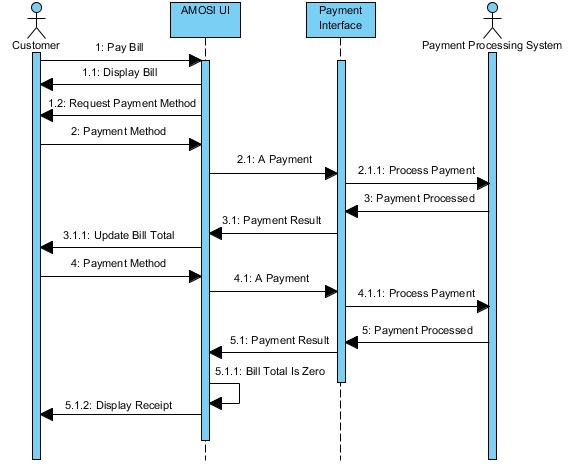 AMOSI UI
Payment
Interface
Customer
Payment Processing System
1: Pay Bill
1.1: Display Bill
1.2: Request Payment Method
2: Payment Method
2.1: A Payment
2.1.1: Process Payment
3: Payment Processed
3.1: Payment Result
3.1.1: Update Bill Total
4: Payment Method
4.1: A Payment
4.1.1: Process Payment
5: Payment Processed
5.1: Payment Result
5.1.1: Bill Total Is Zero
5.1.2: Display Receipt